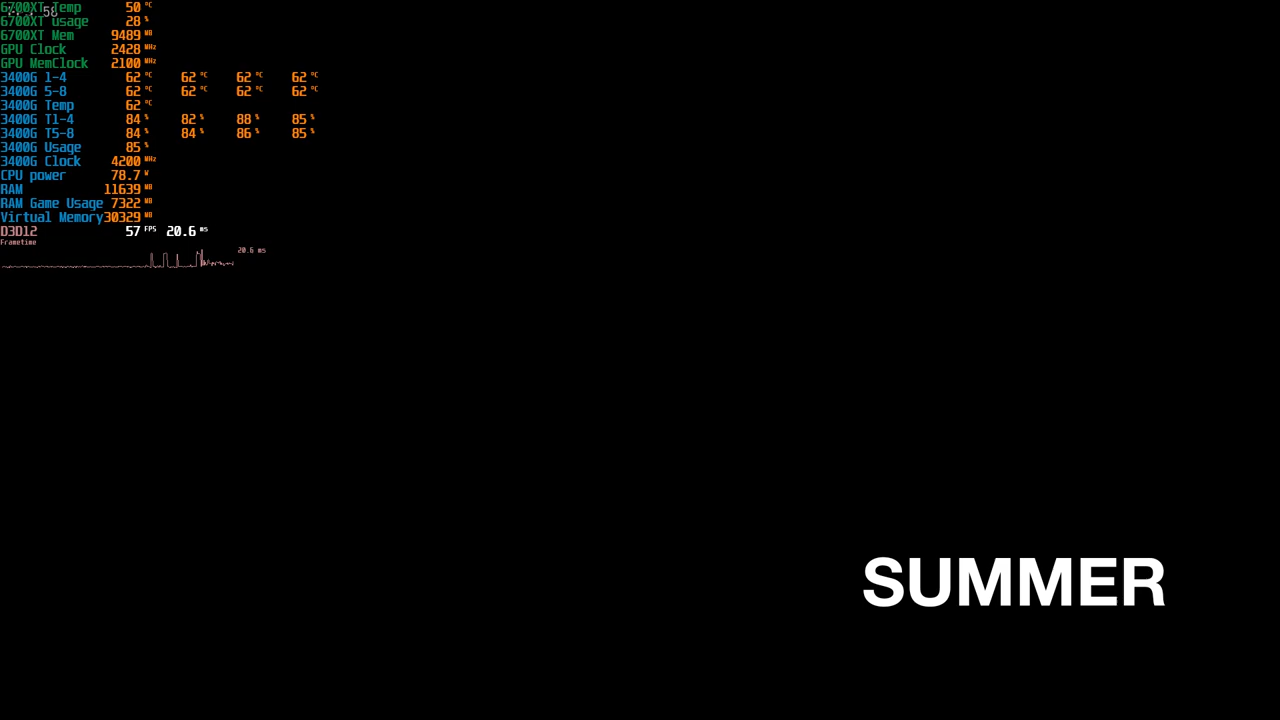 6700XT Temp 50 °C
58
6700XT usage 28 %
6700XT Mem 9489 MB
GPU Clock 2428 MHz
GPU MemClock 2100 MHz
3400G 1-4 62 °C 62 °C 62 °C 62 °C
3400G 5-8 62 °C 62 °C 62 °C 62 °C
3400G Temp 62 °C
3400G T1-4 84 % 82 % 88 % 85 %
3400G T5-8 84 % 84 % 86 % 85 %
3400G Usage 85 %
3400G Clock 4200 MHz
CPU power 78.7 W
RAM 11639 MB
RAM Game Usage 7322 MB
Virtual Memory 30329 MB
D3D12 57 FPS 20.6 ms
Frametime
20.6 ms
SUMMER